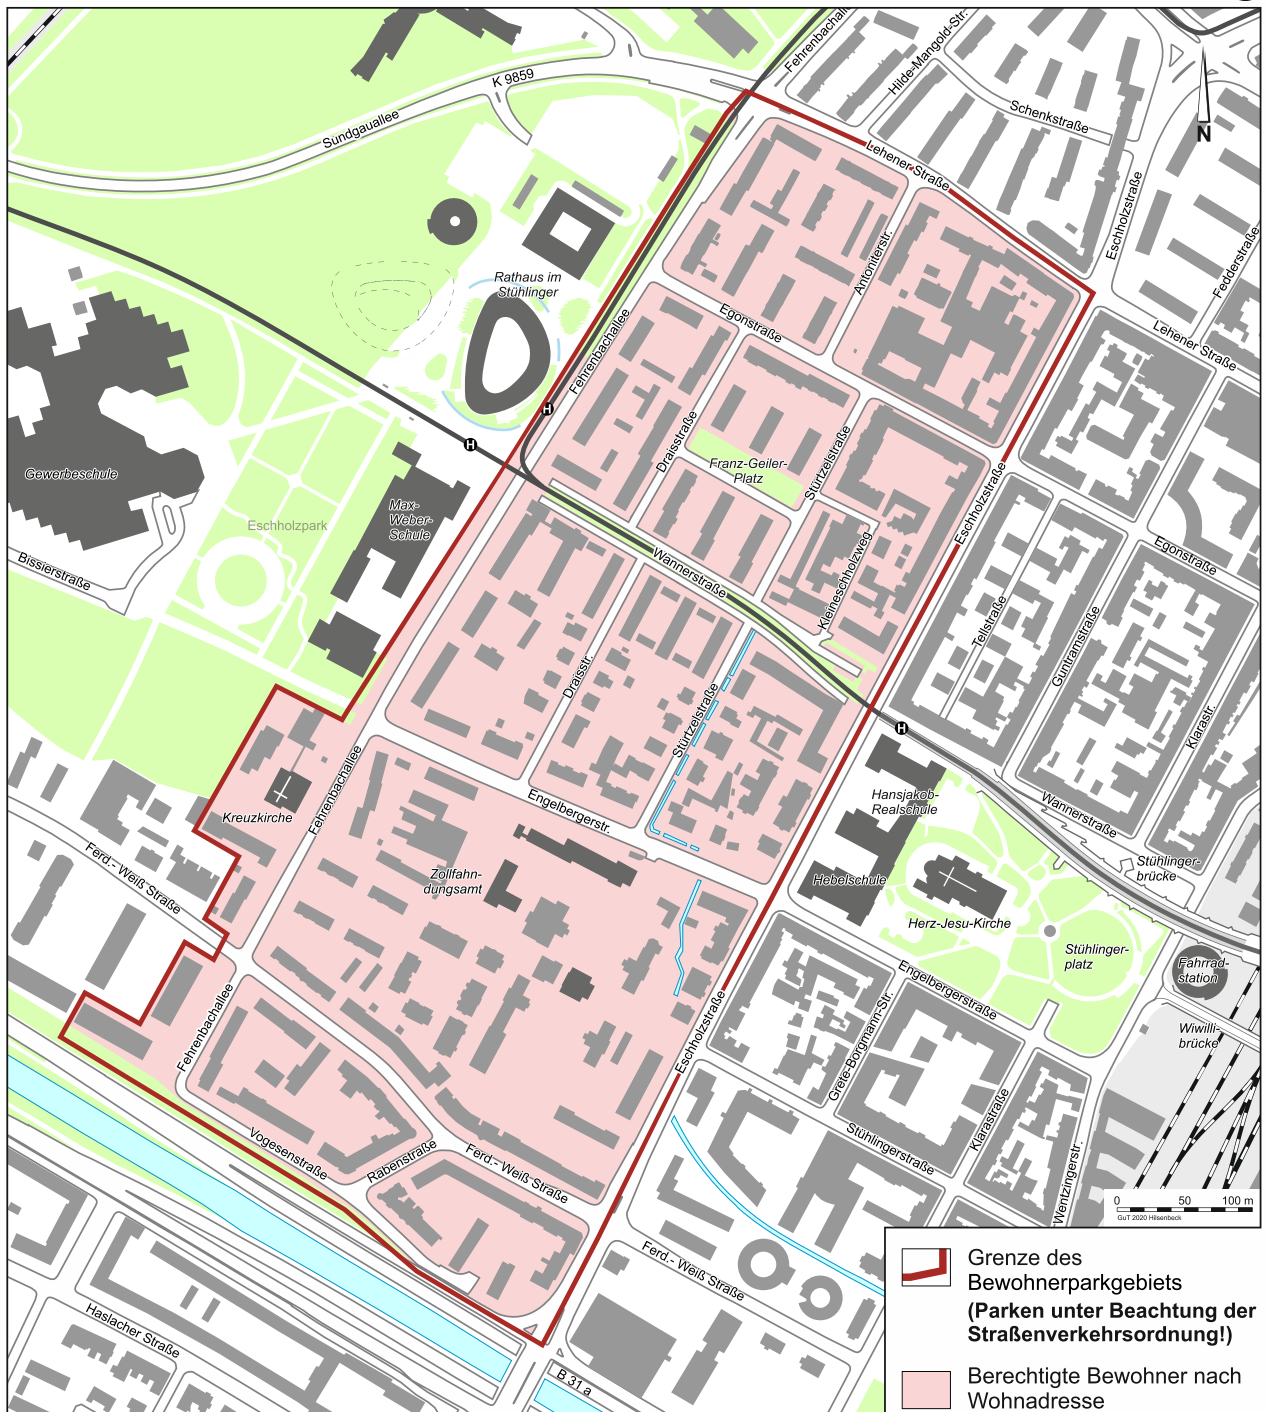 Fehrenbachallee
Hilde-Mangold-Str.
K 9859
Sundgauallee
Schenkstraße
N
Lehener Straße
Eschholzstraße
Fedderstraße
Antoniterstr.
Rathaus im
Stühlinger
Egonstraße
Fehrenbachallee
Lehener Straße
H
H
Draisstraße
Stürtzelstraße
Franz-Geiler-
Platz
Gewerbeschule
Max-
Weber-
Schule
Eschholzpark
Eschholzstraße
Bissierstraße
Wannerstraße
Kleineschholzweg
Egonstraße
Tellstraße
Guntramstraße
Draisstr.
Stürtzelstraße
Klarastr.
H
Fehrenbachallee
Kreuzkirche
Engelbergerstr.
Hansjakob-
Realschule
Wannerstraße
Ferd.- Weiß Straße
Zollfahn-
dungsamt
Hebelschule
Stühlinger-
brücke
Herz-Jesu-Kirche
Stühlinger-
platz
Fahrrad-
station
Engelbergerstraße
Wiwilli-
brücke
Fehrenbachallee
Eschholzstraße
Grete-Borgmann-Str.
Klarastraße
Stühlingerstraße
Wentzingerstr.
Vogesenstraße
Rabenstraße
Ferd.- Weiß Straße
0 50 100 m
GuT 2020 Hilsenbeck
Ferd.- Weiß Straße
Haslacher Straße
B 31 a
Grenze des
Bewohnerparkgebiets
(Parken unter Beachtung der
Straßenverkehrsordnung!)
Berechtigte Bewohner nach
Wohnadresse